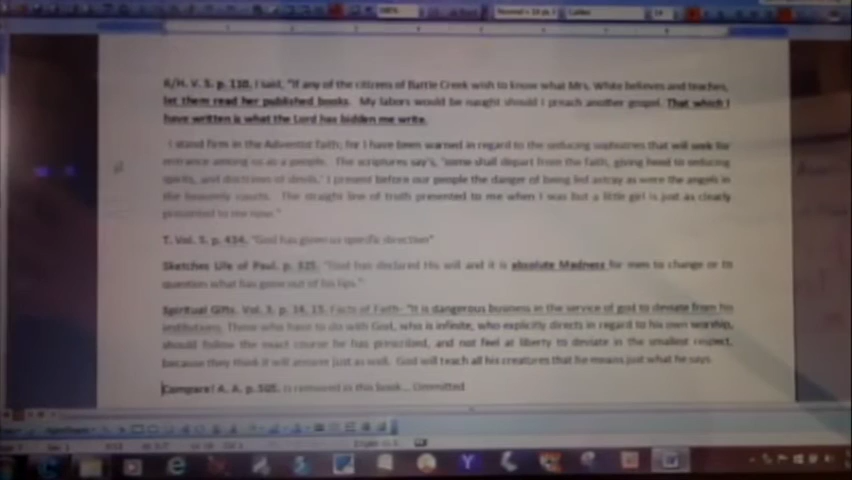 R/H. V. 5. p. 110. I said, "If any of the citizens of Battle Creek wish to know what Mrs. White believes and teaches,
let them read her published books. My labors would be naught should I preach another gospel. That which I
have written is what the Lord has bidden me write.
I stand firm in the Adventist faith; for I have been warned in regard to the seducing sophistries that will seek for
entrance among us as a people. The scriptures say's, 'some shall depart from the faith, giving heed to seducing
spirits, and doctrines of devils.' I present before our people the danger of being led astray as were the angels in
the heavenly courts. The straight line of truth presented to me when I was but a little girl is just as clearly
presented to me now."
T. Vol. 5. p. 434. "God has given us specific direction"
Sketches Life of Paul. p. 325. "God has declared His will and it is absolute Madness for men to change or to
question what has gone out of his lips."
Spiritual Gifts. Vol. 3. p. 14, 15. Facts of Faith- "It is dangerous business in the service of god to deviate from his
institutions. Those who have to do with God, who is infinite, who explicitly directs in regard to his own worship,
should follow the exact course he has prescribed, and not feel at liberty to deviate in the smallest respect,
because they think it will answer just as well. God will teach all his creatures that he means just what he says.
Compare! A. A. p.505. is removed in this book... Ommitted